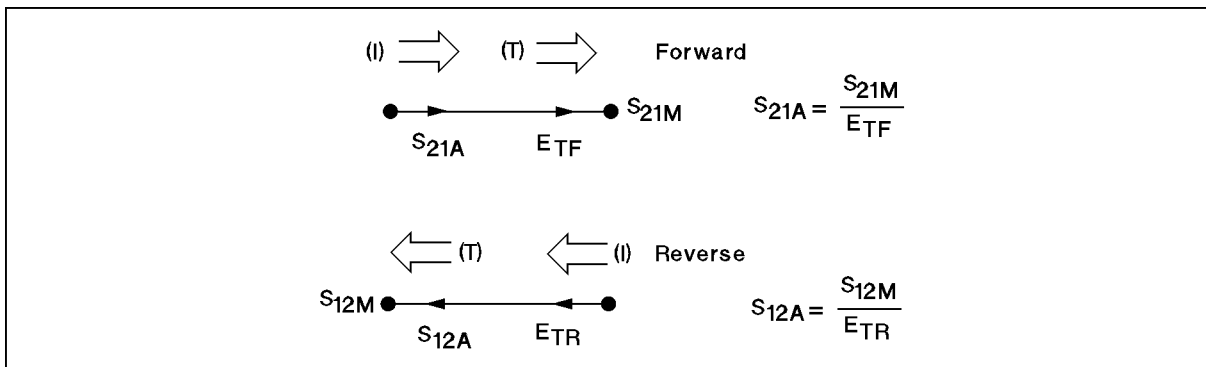 (I) (T) Forward
S21M
S21A ETF
S21A = S21M / ETF
(T) (I) Reverse
S12M
S12A ETR
S12A = S12M / ETR